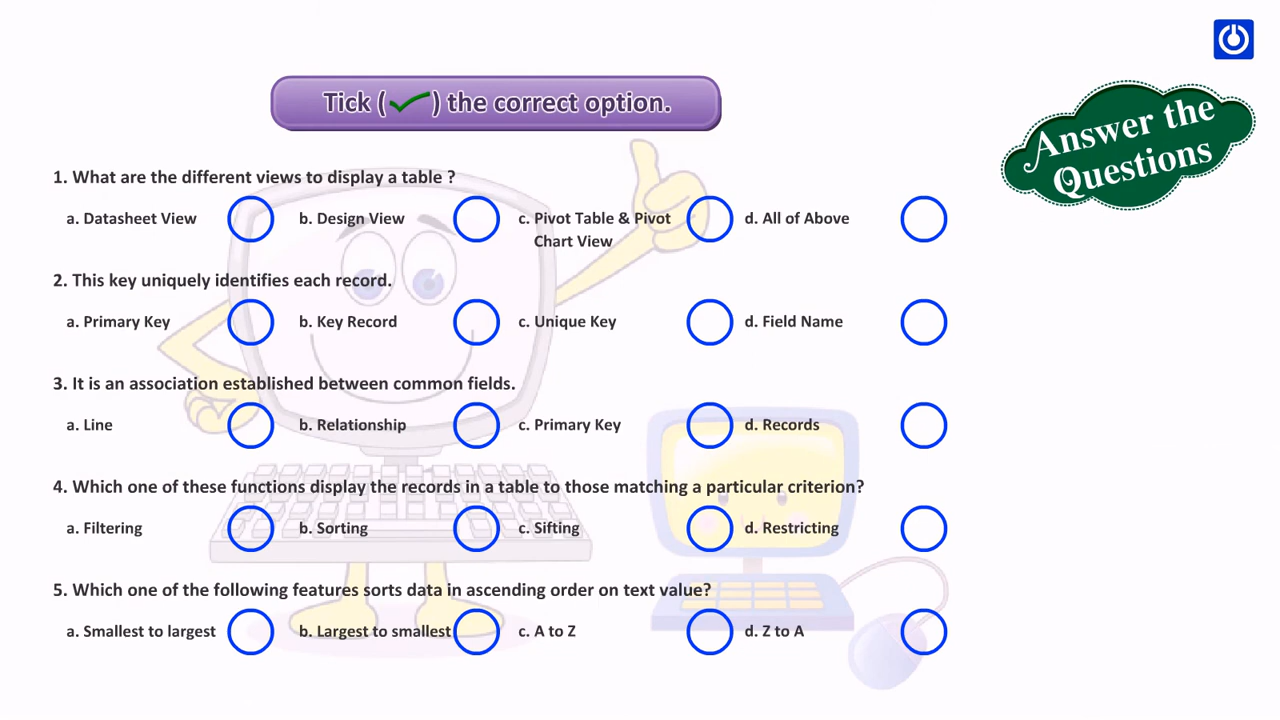 Tick (✓) the correct option.
Answer the
Questions
1. What are the different views to display a table ?
a. Datasheet View b. Design View c. Pivot Table & Pivot d. All of Above
Chart View
2. This key uniquely identifies each record.
a. Primary Key b. Key Record c. Unique Key d. Field Name
3. It is an association established between common fields.
a. Line b. Relationship c. Primary Key d. Records
4. Which one of these functions display the records in a table to those matching a particular criterion?
a. Filtering b. Sorting c. Sifting d. Restricting
5. Which one of the following features sorts data in ascending order on text value?
a. Smallest to largest b. Largest to smallest c. A to Z d. Z to A